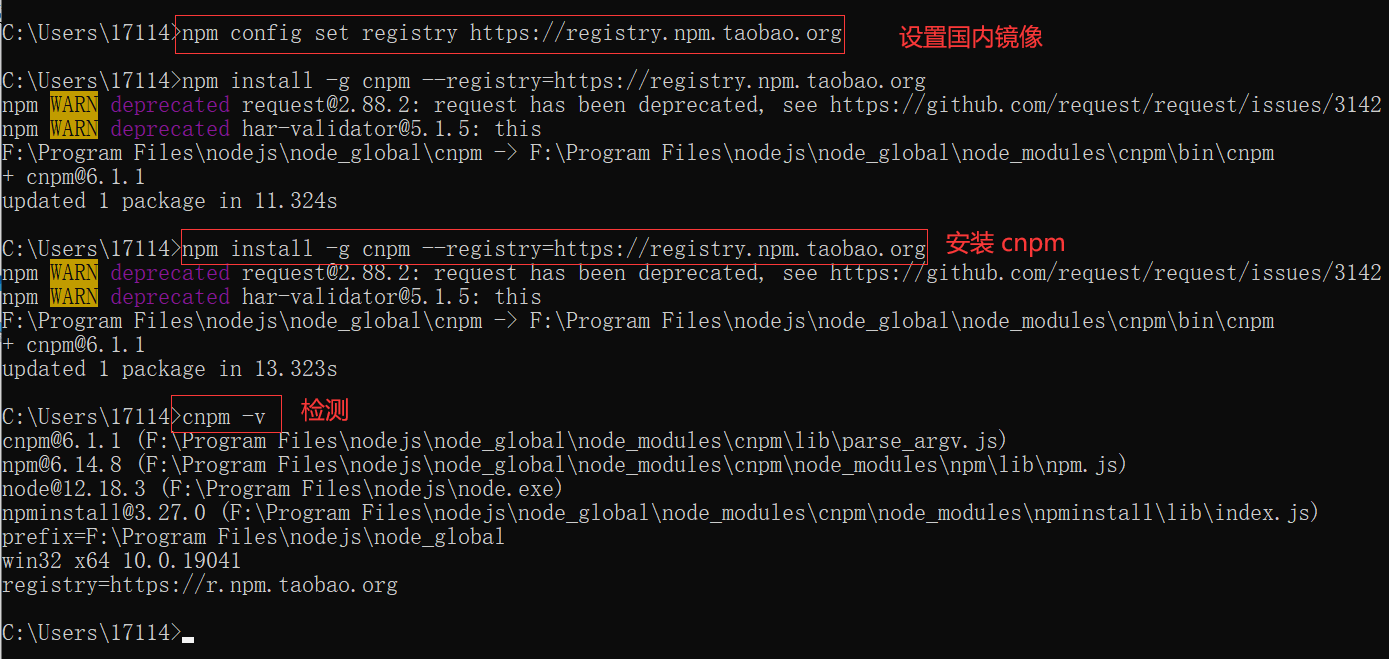 C:\Users\17114>npm config set registry https://registry.npm.taobao.org 设置国内镜像
C:\Users\17114>npm install -g cnpm --registry=https://registry.npm.taobao.org
npm WARN deprecated request@2.88.2: request has been deprecated, see https://github.com/request/request/issues/3142
npm WARN deprecated har-validator@5.1.5: this
F:\Program Files\nodejs\node_global\cnpm -> F:\Program Files\nodejs\node_global\node_modules\cnpm\bin\cnpm
+ cnpm@6.1.1
updated 1 package in 11.324s
C:\Users\17114>npm install -g cnpm --registry=https://registry.npm.taobao.org 安装 cnpm
npm WARN deprecated request@2.88.2: request has been deprecated, see https://github.com/request/request/issues/3142
npm WARN deprecated har-validator@5.1.5: this
F:\Program Files\nodejs\node_global\cnpm -> F:\Program Files\nodejs\node_global\node_modules\cnpm\bin\cnpm
+ cnpm@6.1.1
updated 1 package in 13.323s
C:\Users\17114>cnpm -v 检测
cnpm@6.1.1 (F:\Program Files\nodejs\node_global\node_modules\cnpm\lib\parse_argv.js)
npm@6.14.8 (F:\Program Files\nodejs\node_global\node_modules\cnpm\node_modules\npm\lib\npm.js)
node@12.18.3 (F:\Program Files\nodejs\node.exe)
npminstall@3.27.0 (F:\Program Files\nodejs\node_global\node_modules\cnpm\node_modules\npminstall\lib\index.js)
prefix=F:\Program Files\nodejs\node_global
win32 x64 10.0.19041
registry=https://r.npm.taobao.org
C:\Users\17114>